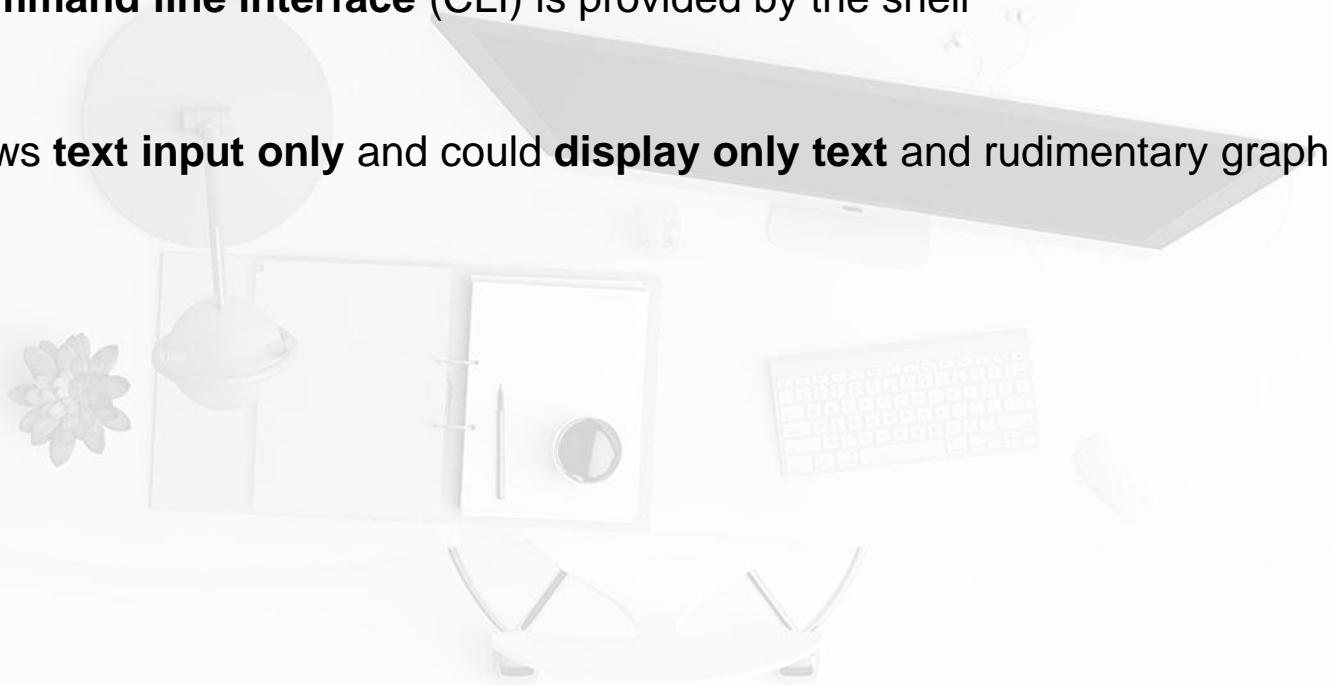 mmand line interface (CLI) is provided by the shell
ws text input only and could display only text and rudimentary graph